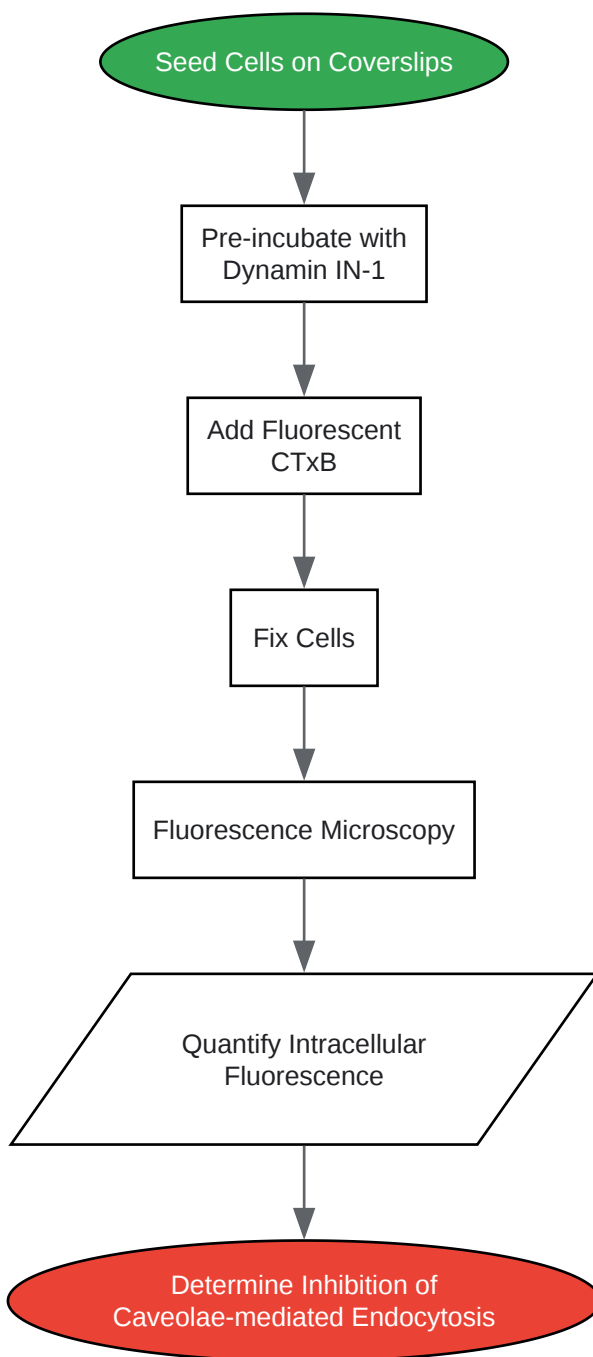 Seed Cells on Coverslips
Pre-incubate with
Dynamin IN-1
Add Fluorescent
CTxB
Fix Cells
Fluorescence Microscopy
Quantify Intracellular
Fluorescence
Determine Inhibition of
Caveolae-mediated Endocytosis